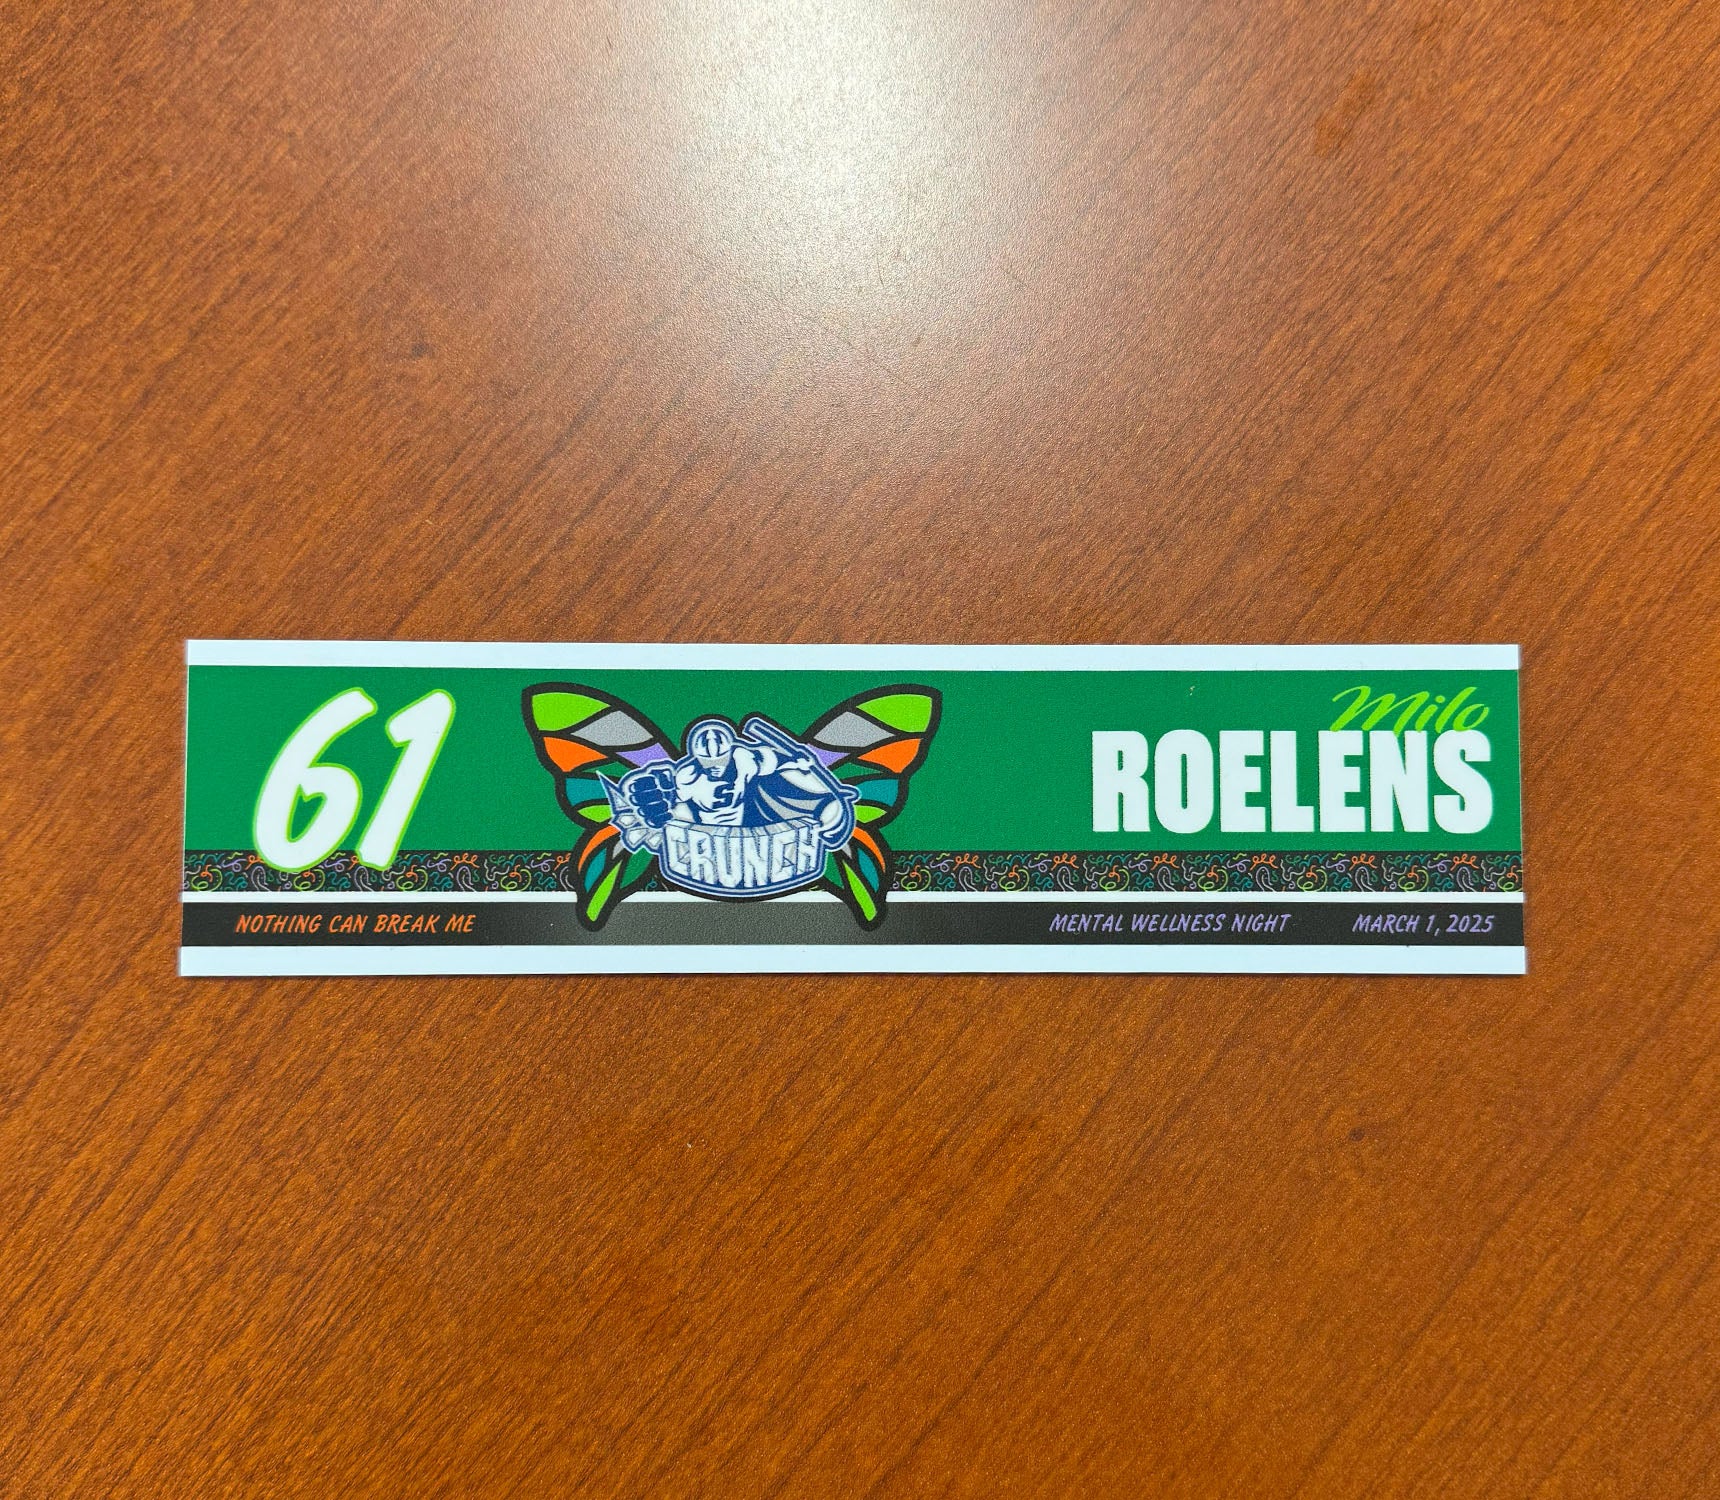 61
S
CRUNCH
Milo
ROELENS
NOTHING CAN BREAK ME
MENTAL WELLNESS NIGHT
MARCH 1, 2025